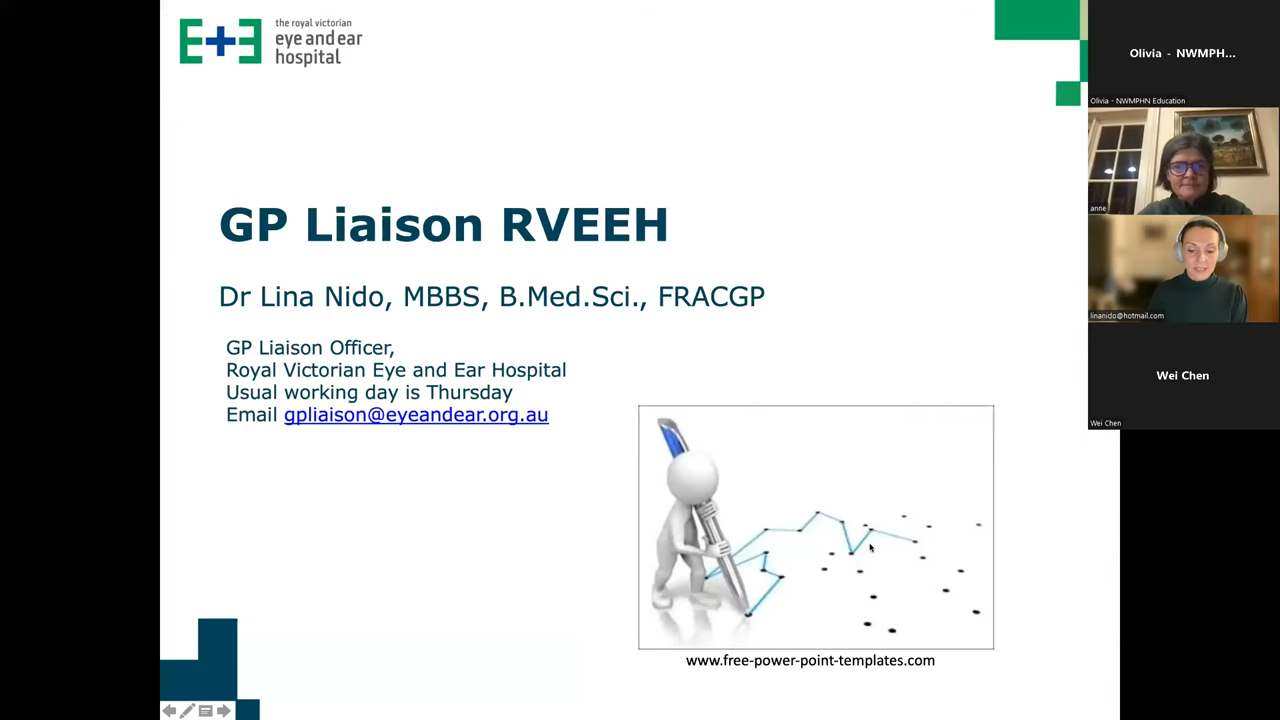 the royal victorian
eye and ear
hospital
GP Liaison RVEEH
Dr Lina Nido, MBBS, B.Med.Sci., FRACGP
GP Liaison Officer,
Royal Victorian Eye and Ear Hospital
Usual working day is Thursday
Email gpliaison@eyeandear.org.au
www.free-power-point-templates.com
Olivia - NWMPH...
Olivia - NWMPHN Education
anne
linanido@hotmail.com
Wei Chen
Wei Chen